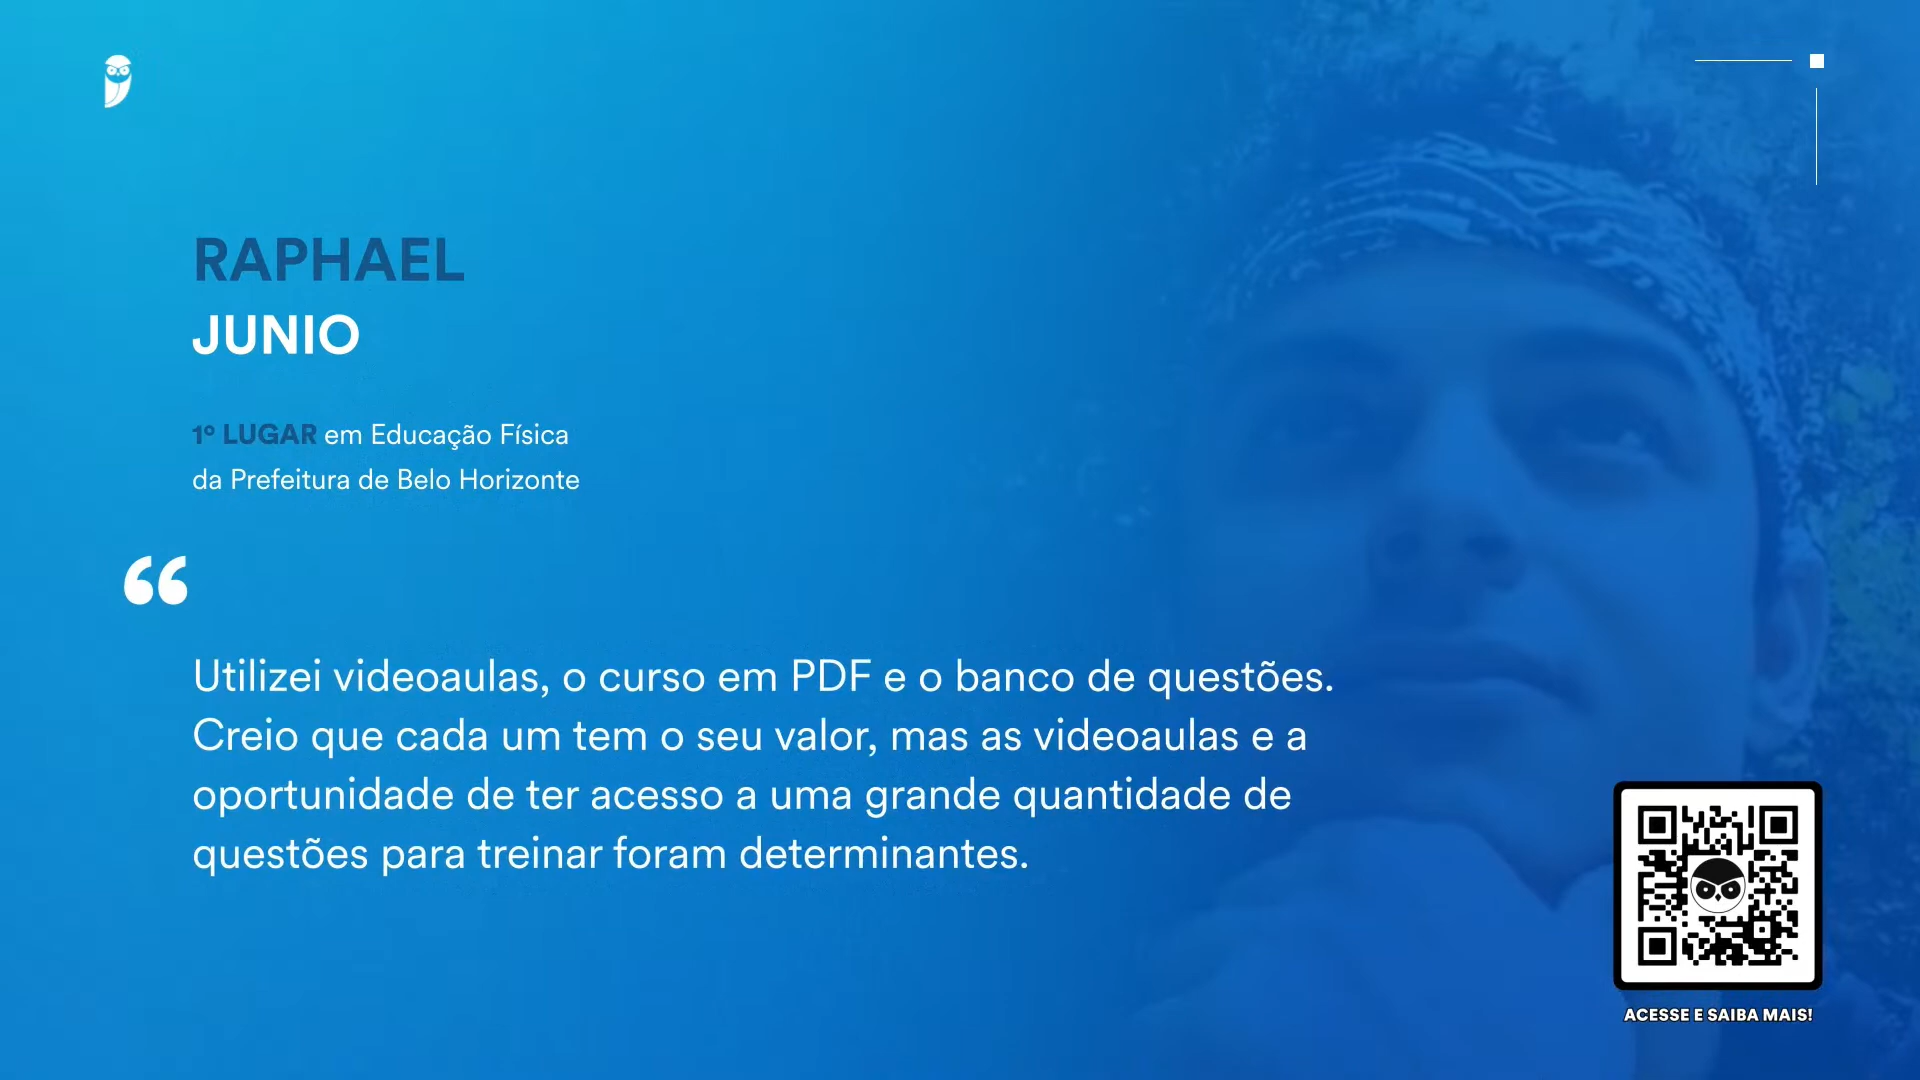 RAPHAEL
JUNIO
1º LUGAR em Educação Física
da Prefeitura de Belo Horizonte
“
Utilizei videoaulas, o curso em PDF e o banco de questões.
Creio que cada um tem o seu valor, mas as videoaulas e a
oportunidade de ter acesso a uma grande quantidade de
questões para treinar foram determinantes.
ACESSE E SAIBA MAIS!